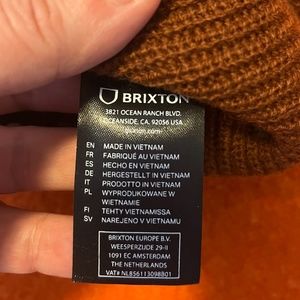 BRIXTON
3821 OCEAN RANCH BLVD.
OCEANSIDE, CA. 92056 USA
brixton.com
EN MADE IN VIETNAM
FR FABRIQUÉ AU VIETNAM
ES HECHO EN VIETNAM
DE HERGESTELLT IN VIETNAM
IT PRODOTTO IN VIETNAM
PL WYPRODUKOWANE W
WIETNAMIE
FI TEHTY VIETNAMISSA
SV NAREJENO V VIETNAMU
BRIXTON EUROPE B.V.
WEESPERZIJDE 29-II
1091 EC AMSTERDAM
THE NETHERLANDS
VAT# NL856113098B01